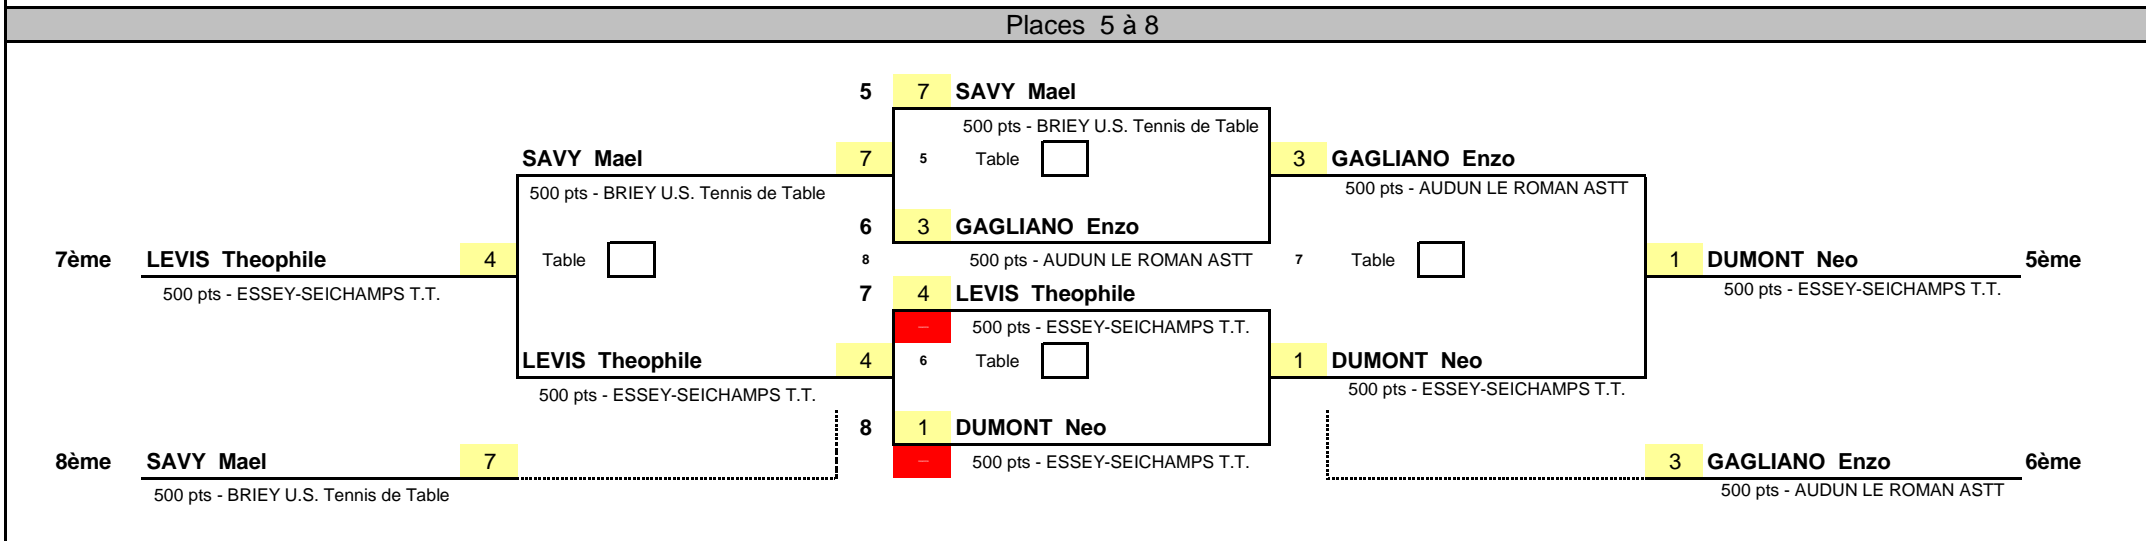 Places 5 à 8
5 7 SAVY Mael
500 pts - BRIEY U.S. Tennis de Table
SAVY Mael 7 5 Table 3 GAGLIANO Enzo
500 pts - BRIEY U.S. Tennis de Table 500 pts - AUDUN LE ROMAN ASTT
6 3 GAGLIANO Enzo
7ème LEVIS Theophile 4 Table 8 500 pts - AUDUN LE ROMAN ASTT 7 Table 1 DUMONT Neo 5ème
500 pts - ESSEY-SEICHAMPS T.T. 7 4 LEVIS Theophile 500 pts - ESSEY-SEICHAMPS T.T.
– 500 pts - ESSEY-SEICHAMPS T.T.
LEVIS Theophile 4 6 Table 1 DUMONT Neo
500 pts - ESSEY-SEICHAMPS T.T. 500 pts - ESSEY-SEICHAMPS T.T.
8 1 DUMONT Neo
8ème SAVY Mael 7 – 500 pts - ESSEY-SEICHAMPS T.T. 3 GAGLIANO Enzo 6ème
500 pts - BRIEY U.S. Tennis de Table 500 pts - AUDUN LE ROMAN ASTT